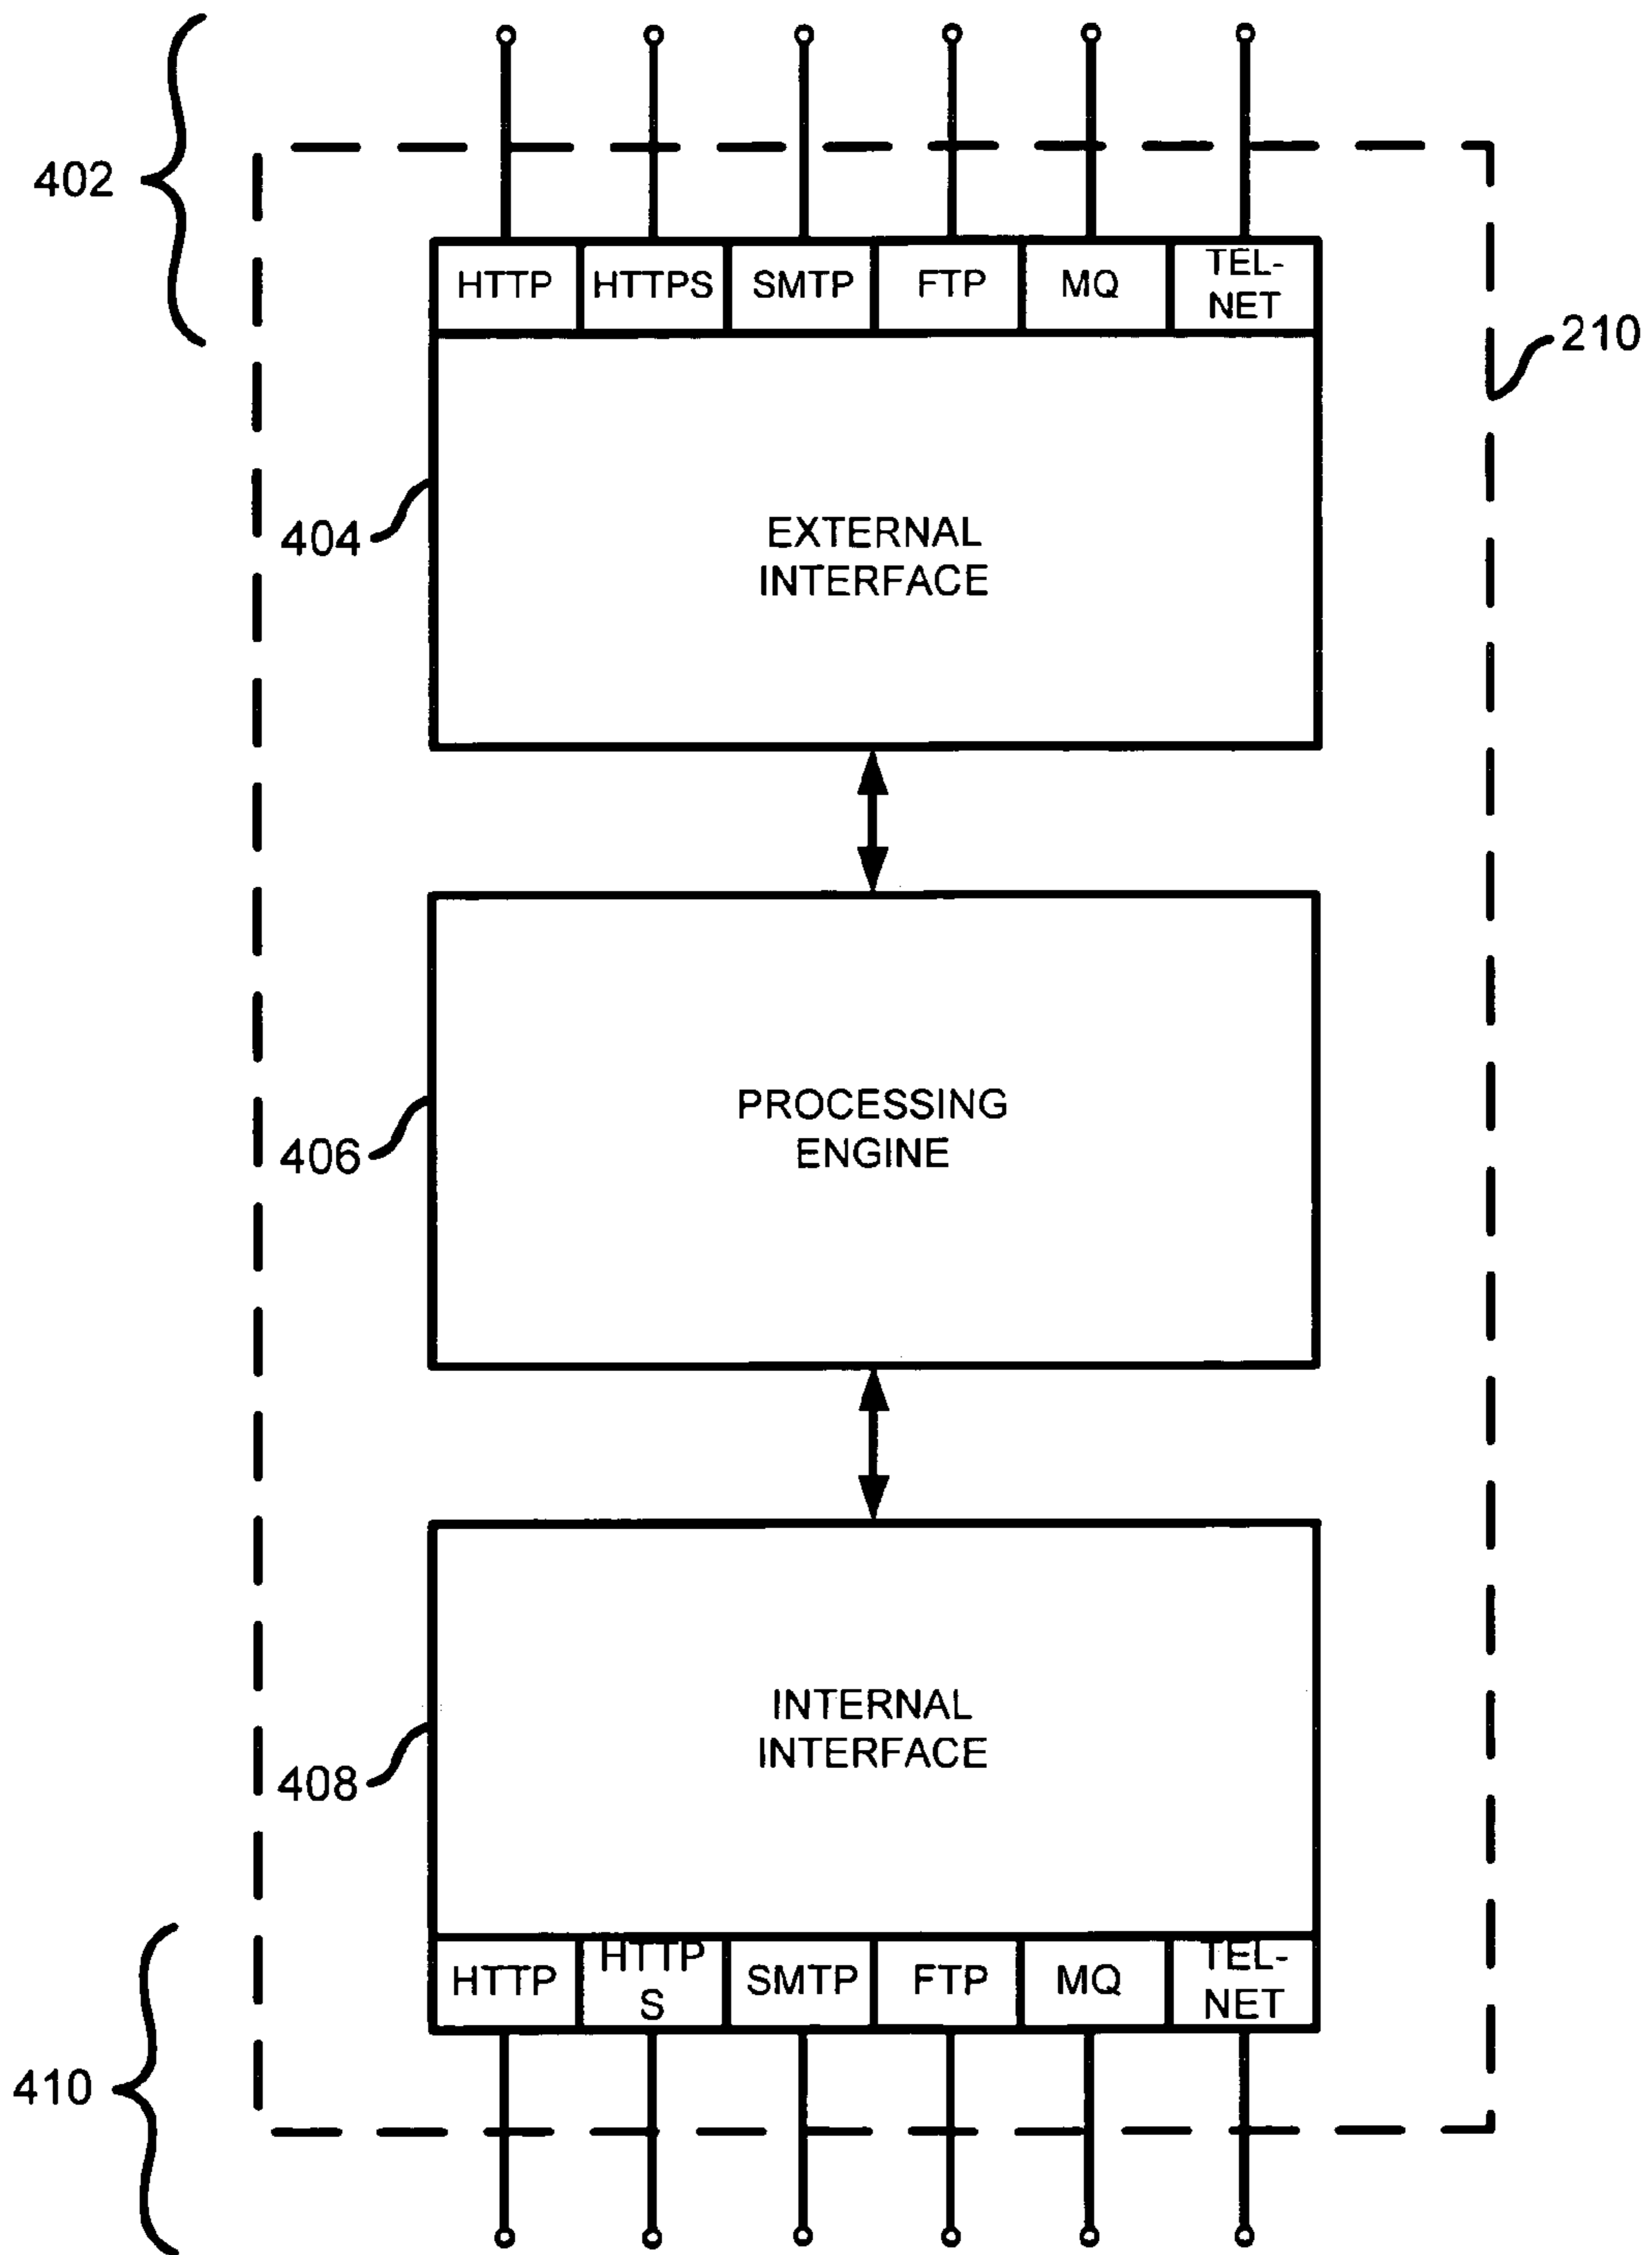 402
HTTP
HTTPS
SMTP
FTP
MQ
TEL-
NET
210
404
EXTERNAL
INTERFACE
406
PROCESSING
ENGINE
408
INTERNAL
INTERFACE
HTTP
HTTP
S
SMTP
FTP
MQ
TEL-
NET
410